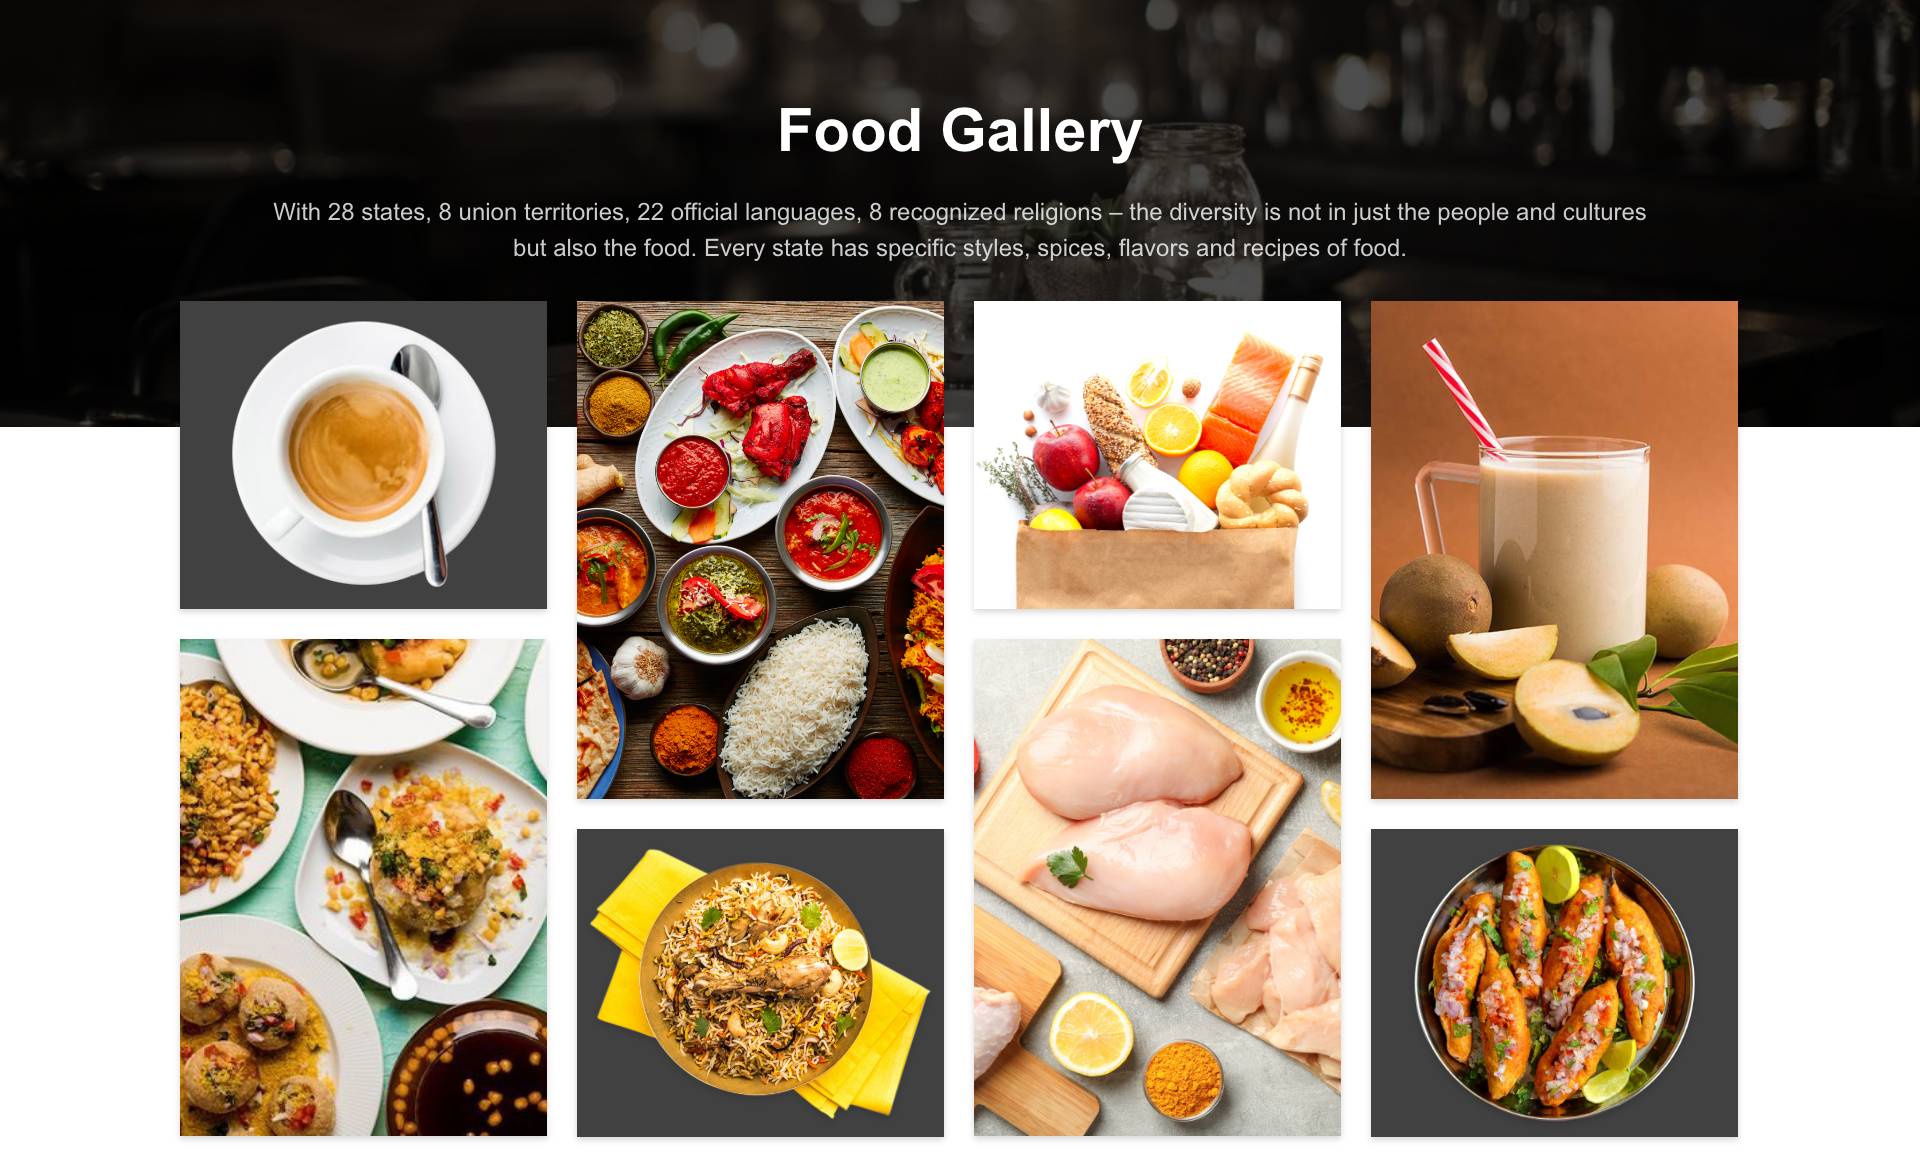 Food Gallery
With 28 states, 8 union territories, 22 official languages, 8 recognized religions – the diversity is not in just the people and cultures
but also the food. Every state has specific styles, spices, flavors and recipes of food.